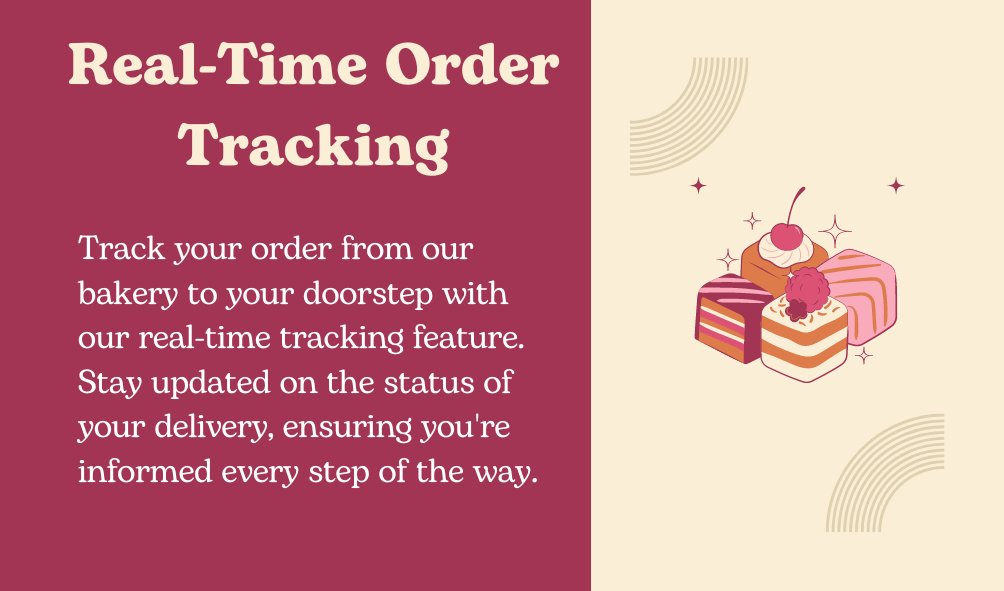 Real-Time Order
Tracking
Track your order from our
bakery to your doorstep with
our real-time tracking feature.
Stay updated on the status of
your delivery, ensuring you're
informed every step of the way.